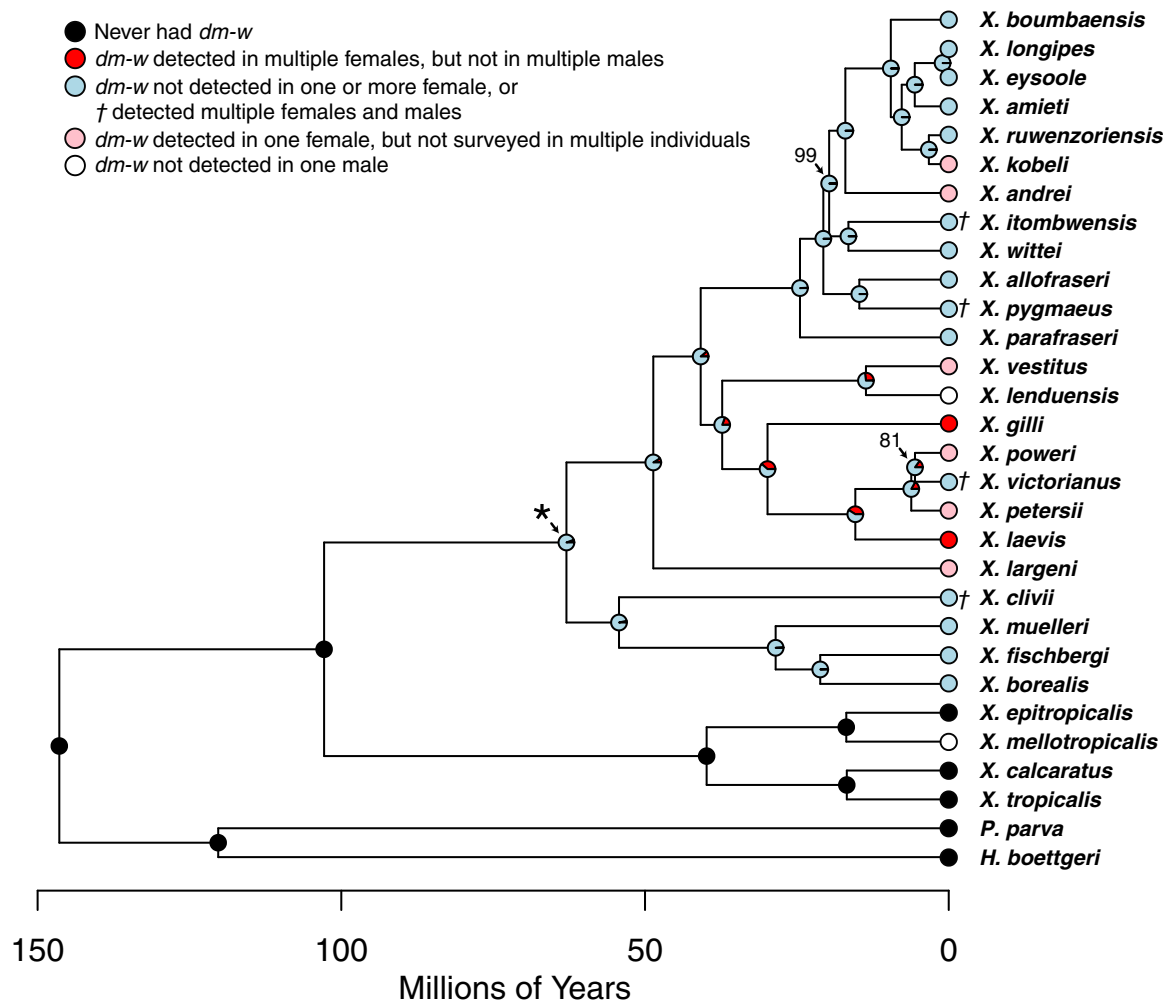 Never had dm-w
dm-w detected in multiple females, but not in multiple males
dm-w not detected in one or more female, or
† detected multiple females and males
dm-w detected in one female, but not surveyed in multiple individuals
dm-w not detected in one male
X. boumbaensis
X. longipes
X. eysoole
X. amieti
X. ruwenzoriensis
99
X. kobeli
X. andrei
† X. itombwensis
X. wittei
X. allofraseri
† X. pygmaeus
X. parafraseri
X. vestitus
X. lenduensis
X. gilli
81
X. poweri
† X. victorianus
X. petersii
*
X. laevis
X. largeni
† X. clivii
X. muelleri
X. fischbergi
X. borealis
X. epitropicalis
X. mellotropicalis
X. calcaratus
X. tropicalis
P. parva
H. boettgeri
150 100 50 0
Millions of Years